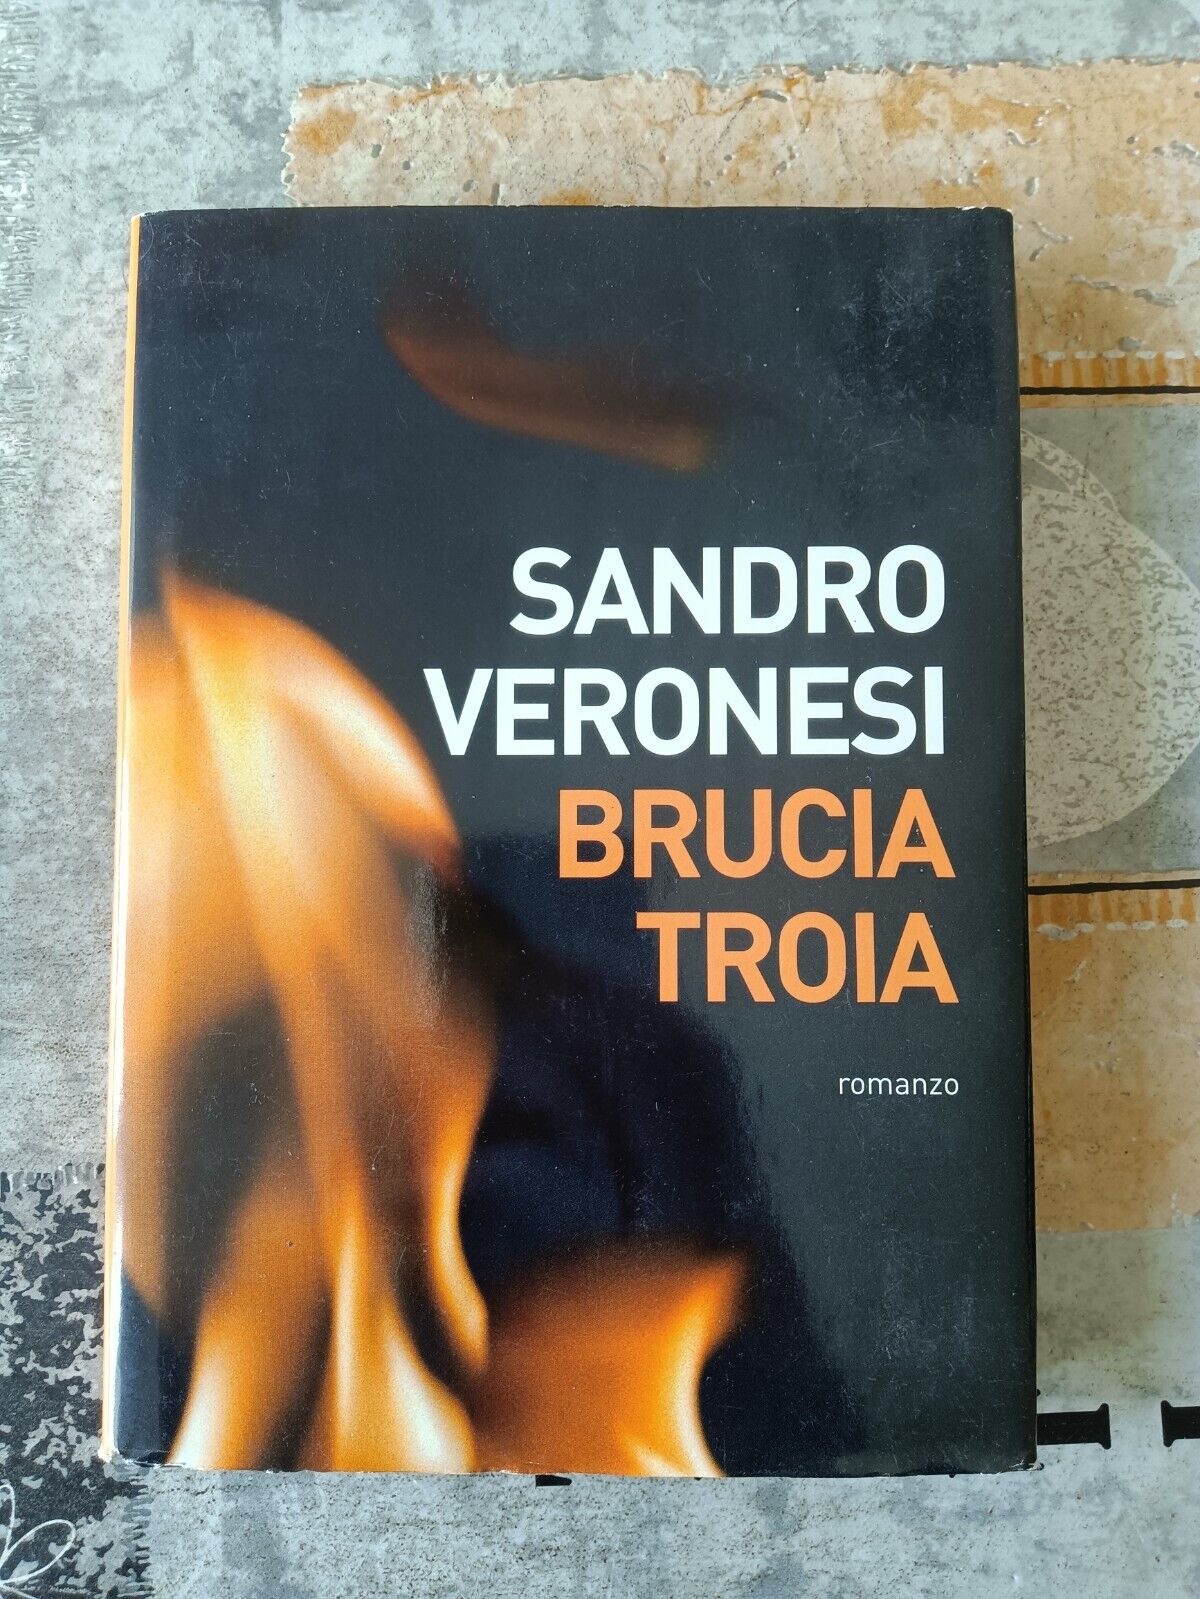 SANDRO
VERONESI
BRUCIA
TROIA
romanzo